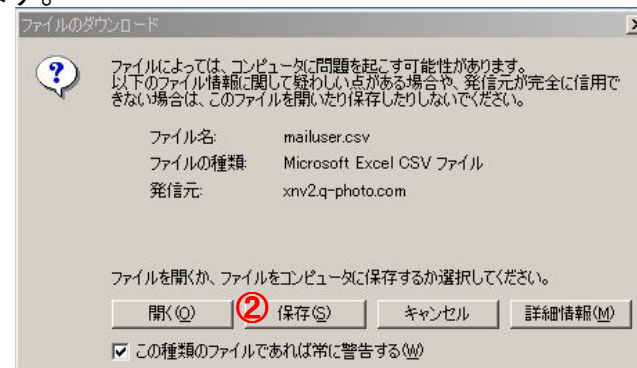 す。
ファイルのダウンロード
ファイルによっては、コンピュータに問題を起こす可能性があります。
以下のファイル情報に関して疑わしい点がある場合や、発信元が完全に信用で
きない場合は、このファイルを開いたり保存したりしないでください。
ファイル名: mailuser.csv
ファイルの種類: Microsoft Excel CSV ファイル
発信元: xnv2.q-photo.com
ファイルを開くか、ファイルをコンピュータに保存するか選択してください。
開く(O) ② 保存(S) キャンセル 詳細情報(M)
この種類のファイルであれば常に警告する(W)